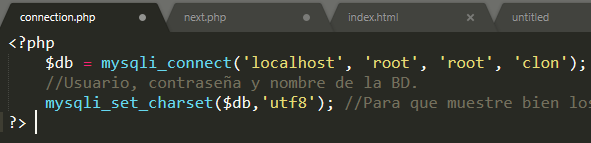 connection.php next.php index.html untitled
<?php
$db = mysqli_connect('localhost', 'root', 'root', 'clon');
//Usuario, contraseña y nombre de la BD.
mysqli_set_charset($db,'utf8'); //Para que muestre bien los
?>